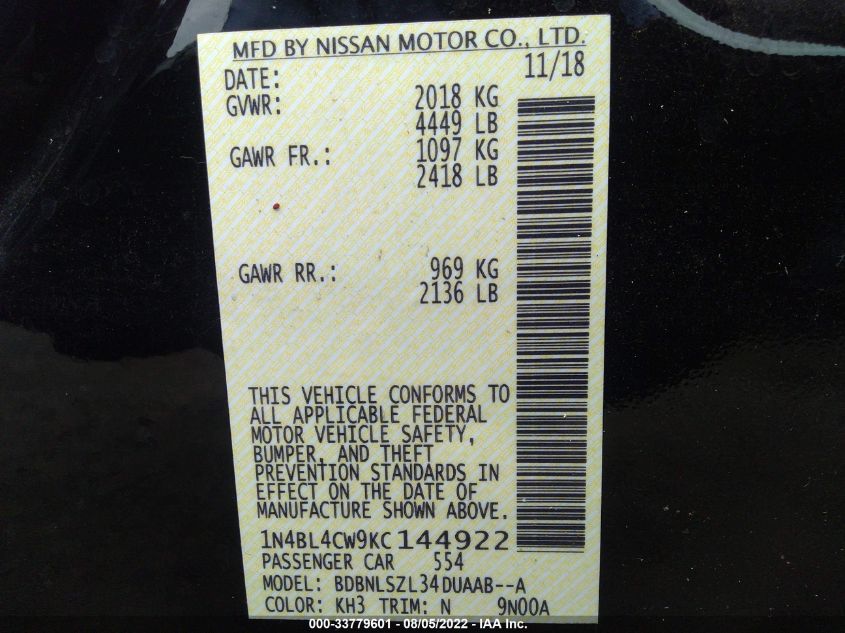 MFD BY NISSAN MOTOR CO., LTD.
DATE: 11/18
GVWR: 2018 KG
4449 LB
GAWR FR.: 1097 KG
2418 LB
GAWR RR.: 969 KG
2136 LB
THIS VEHICLE CONFORMS TO
ALL APPLICABLE FEDERAL
MOTOR VEHICLE SAFETY,
BUMPER, AND THEFT
PREVENTION STANDARDS IN
EFFECT ON THE DATE OF
MANUFACTURE SHOWN ABOVE.
1N4BL4CW9KC144922
PASSENGER CAR 554
MODEL: BDBNLSZL34DUAAB--A
COLOR: KH3 TRIM: N 9N00A
000-33779601 - 08/05/2022 - IAA Inc.